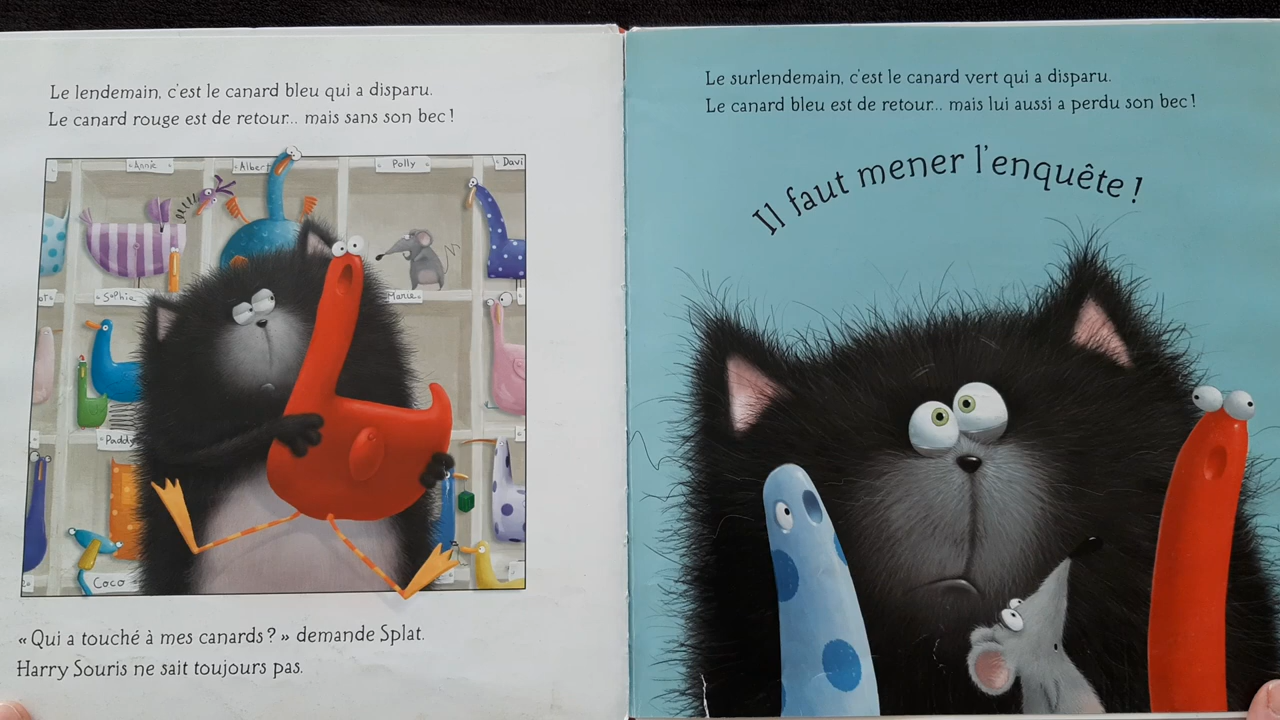 Le lendemain, c'est le canard bleu qui a disparu.
Le canard rouge est de retour... mais sans son bec !
Annie
Albert
Polly
Davi
Sophie
Marie
Paddy
Coco
« Qui a touché à mes canards ? » demande Splat.
Harry Souris ne sait toujours pas.
Le surlendemain, c'est le canard vert qui a disparu.
Le canard bleu est de retour... mais lui aussi a perdu son bec !
Il faut mener l'enquête !